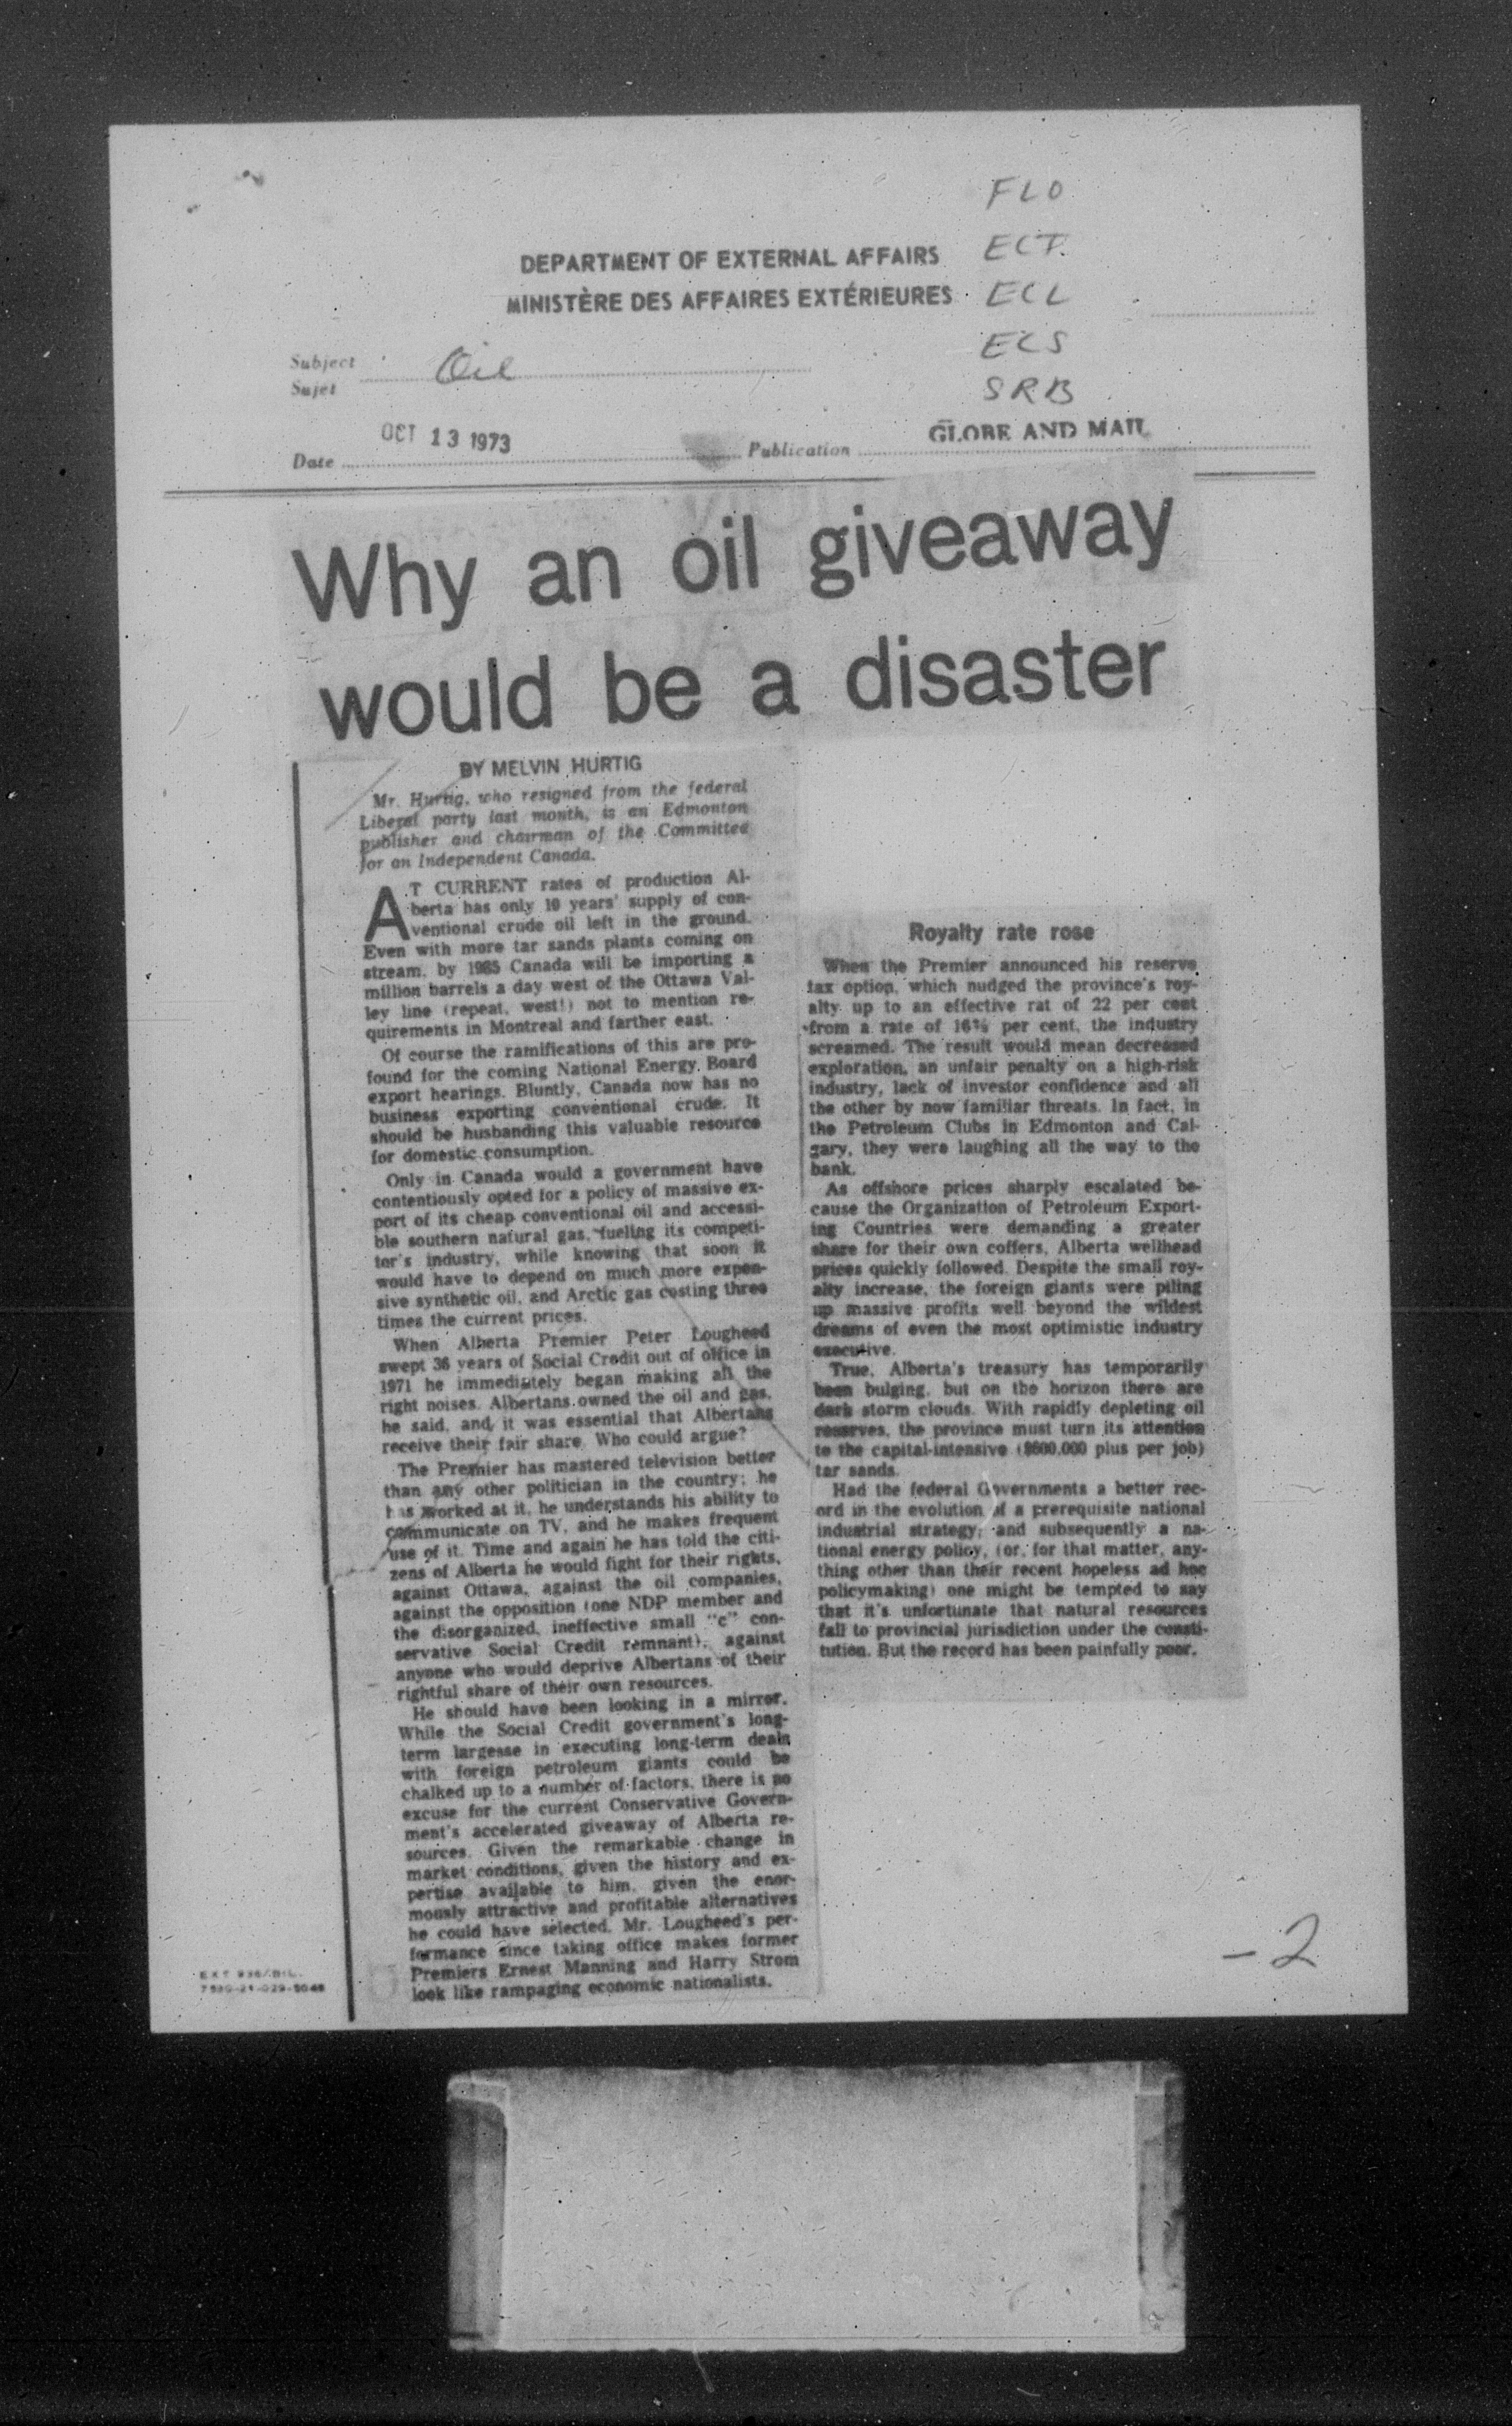 FLO
DEPARTMENT OF EXTERNAL AFFAIRS
ECT.
MINISTÈRE DES AFFAIRES EXTÉRIEURES
ECL
ECS
Subject
Sujet
Oil
SRB
OCT 13 1973
GLOBE AND MAIL
Date
Publication
Why an oil giveaway
would be a disaster
BY MELVIN HURTIG
Mr. Hurtig, who resigned from the federal
Liberal party last month, is an Edmonton
publisher and chairman of the Committee
for an Independent Canada.
AT CURRENT rates of production Al-
berta has only 10 years' supply of con-
ventional crude oil left in the ground.
Even with more tar sands plants coming on
stream, by 1985 Canada will be importing a
million barrels a day west of the Ottawa Val-
ley line (repeat, west!) not to mention re-
quirements in Montreal and farther east.
Of course the ramifications of this are pro-
found for the coming National Energy Board
export hearings. Bluntly, Canada now has no
business exporting conventional crude. It
should be husbanding this valuable resource
for domestic consumption.
Only in Canada would a government have
contentiously opted for a policy of massive ex-
port of its cheap conventional oil and accessi-
ble southern natural gas, fueling its competi-
tor's industry, while knowing that soon it
would have to depend on much more expen-
sive synthetic oil, and Arctic gas costing three
times the current prices.
When Alberta Premier Peter Lougheed
swept 36 years of Social Credit out of office in
1971 he immediately began making all the
right noises. Albertans owned the oil and gas,
he said, and it was essential that Albertans
receive their fair share. Who could argue?
The Premier has mastered television better
than any other politician in the country; he
has worked at it, he understands his ability to
communicate on TV, and he makes frequent
use of it. Time and again he has told the citi-
zens of Alberta he would fight for their rights,
against Ottawa, against the oil companies,
against the opposition (one NDP member and
the disorganized, ineffective small "c" con-
servative Social Credit remnant), against
anyone who would deprive Albertans of their
rightful share of their own resources.
He should have been looking in a mirror.
While the Social Credit government's long-
term largesse in executing long-term deals
with foreign petroleum giants could be
chalked up to a number of factors, there is no
excuse for the current Conservative Govern-
ment's accelerated giveaway of Alberta re-
sources. Given the remarkable change in
market conditions, given the history and ex-
pertise available to him, given the enor-
mously attractive and profitable alternatives
he could have selected, Mr. Lougheed's per-
formance since taking office makes former
Premiers Ernest Manning and Harry Strom
look like rampaging economic nationalists.
Royalty rate rose
When the Premier announced his reserve
tax option, which nudged the province's roy-
alty up to an effective rat of 22 per cent
from a rate of 16⅔ per cent, the industry
screamed. The result would mean decreased
exploration, an unfair penalty on a high-risk
industry, lack of investor confidence and all
the other by now familiar threats. In fact, in
the Petroleum Clubs in Edmonton and Cal-
gary, they were laughing all the way to the
bank.
As offshore prices sharply escalated be-
cause the Organization of Petroleum Export-
ing Countries were demanding a greater
share for their own coffers, Alberta wellhead
prices quickly followed. Despite the small roy-
alty increase, the foreign giants were piling
up massive profits well beyond the wildest
dreams of even the most optimistic industry
executive.
True, Alberta's treasury has temporarily
been bulging, but on the horizon there are
dark storm clouds. With rapidly depleting oil
reserves, the province must turn its attention
to the capital-intensive ($600,000 plus per job)
tar sands.
Had the federal Governments a better rec-
ord in the evolution of a prerequisite national
industrial strategy, and subsequently a na-
tional energy policy, (or, for that matter, any-
thing other than their recent hopeless ad hoc
policymaking) one might be tempted to say
that it's unfortunate that natural resources
fall to provincial jurisdiction under the consti-
tution. But the record has been painfully poor.
-2
EXT 936/BIL.
7530-21-029-5046